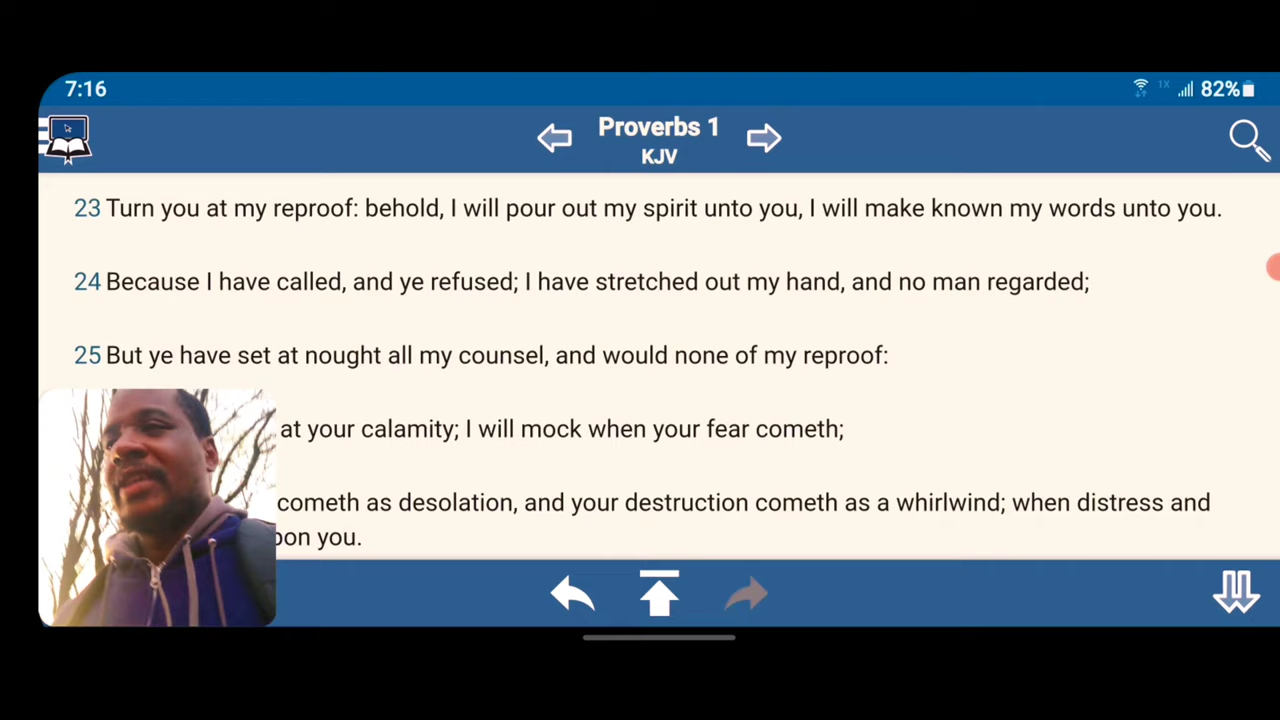 7:16
1X
82%
Proverbs 1
KJV
23 Turn you at my reproof: behold, I will pour out my spirit unto you, I will make known my words unto you.
24 Because I have called, and ye refused; I have stretched out my hand, and no man regarded;
25 But ye have set at nought all my counsel, and would none of my reproof:
at your calamity; I will mock when your fear cometh;
cometh as desolation, and your destruction cometh as a whirlwind; when distress and
you.